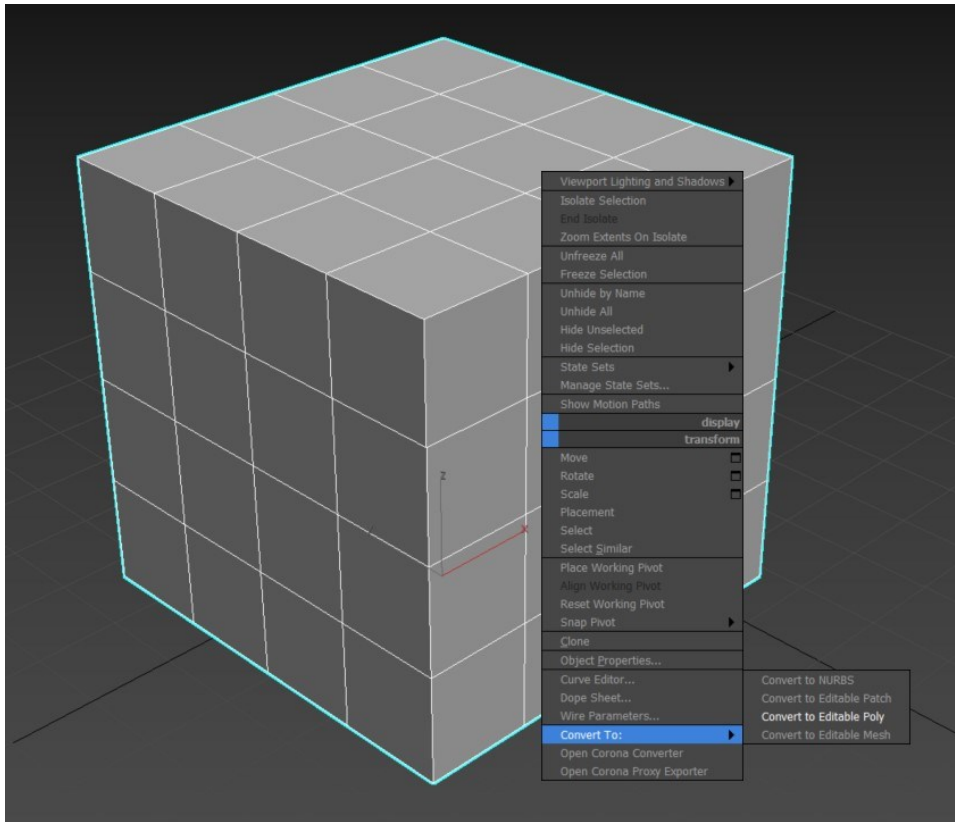 Viewport Lighting and Shadows
Isolate Selection
End Isolate
Zoom Extents On Isolate
Unfreeze All
Freeze Selection
Unhide by Name
Unhide All
Hide Unselected
Hide Selection
State Sets
Manage State Sets...
Show Motion Paths
display
transform
Move
Rotate
Scale
Placement
Select
Select Similar
Place Working Pivot
Align Working Pivot
Reset Working Pivot
Snap Pivot
Clone
Object Properties...
Curve Editor...
Dope Sheet...
Wire Parameters...
Convert To:
Open Corona Converter
Open Corona Proxy Exporter
Convert to NURBS
Convert to Editable Patch
Convert to Editable Poly
Convert to Editable Mesh
z
x